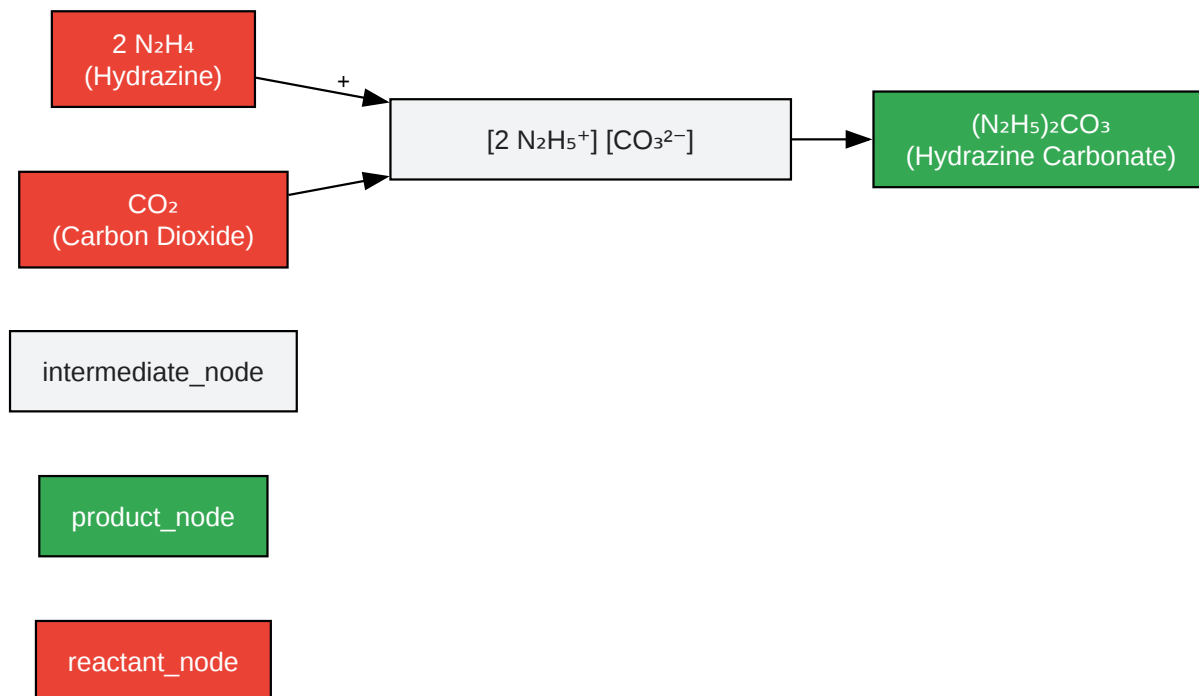 2 N₂H₄
(Hydrazine)
+
[2 N₂H₅⁺] [CO₃²⁻]
(N₂H₅)₂CO₃
(Hydrazine Carbonate)
CO₂
(Carbon Dioxide)
intermediate_node
product_node
reactant_node